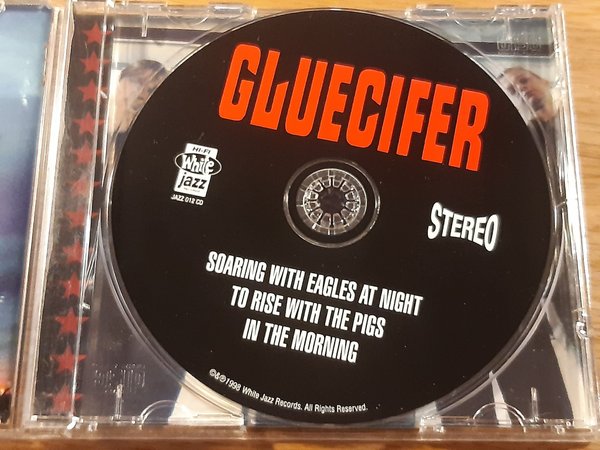 GLUECIFER
HI-FI
White
jazz
JAZZ 012 CD
STEREO
SOARING WITH EAGLES AT NIGHT
TO RISE WITH THE PIGS
IN THE MORNING
©&℗1998 White Jazz Records. All Rights Reserved.